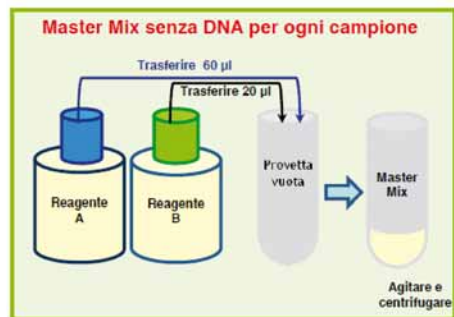 Master Mix senza DNA per ogni campione
Trasferire 60 µl
Trasferire 20 µl
Reagente
A
Reagente
B
Provetta
vuota
Master
Mix
Agitare e
centrifugare